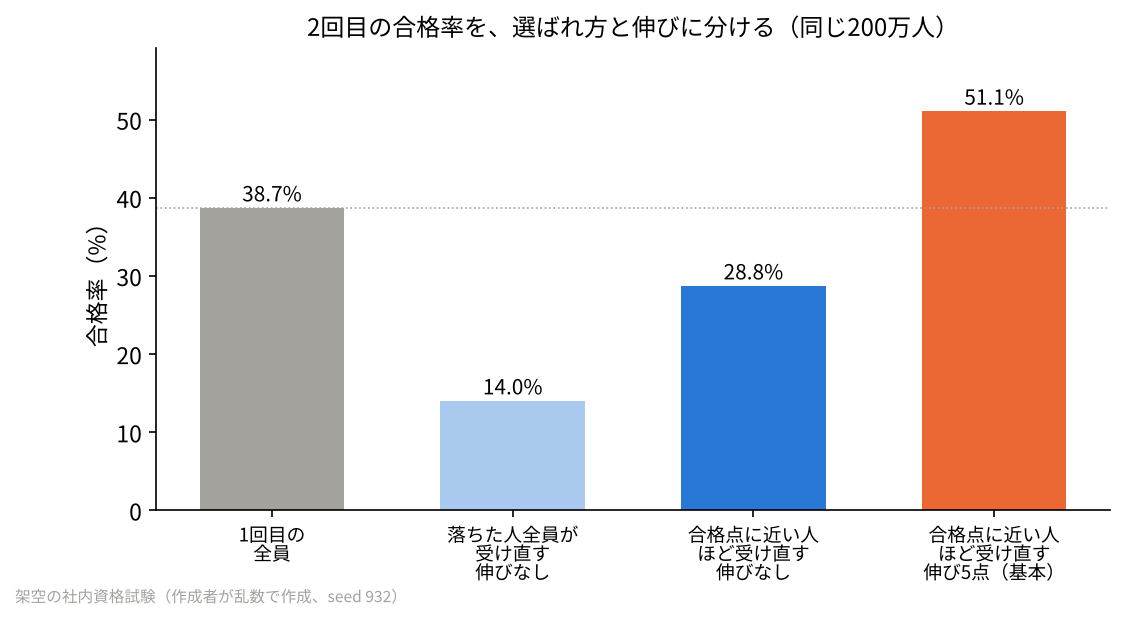 2回目の合格率を、選ばれ方と伸びに分ける（同じ200万人）
合格率（%）
50
40
30
20
10
0
38.7%
14.0%
28.8%
51.1%
1回目の
全員
落ちた人全員が
受け直す
伸びなし
合格点に近い人
ほど受け直す
伸びなし
合格点に近い人
ほど受け直す
伸び5点（基本）
架空の社内資格試験（作成者が乱数で作成、seed 932）